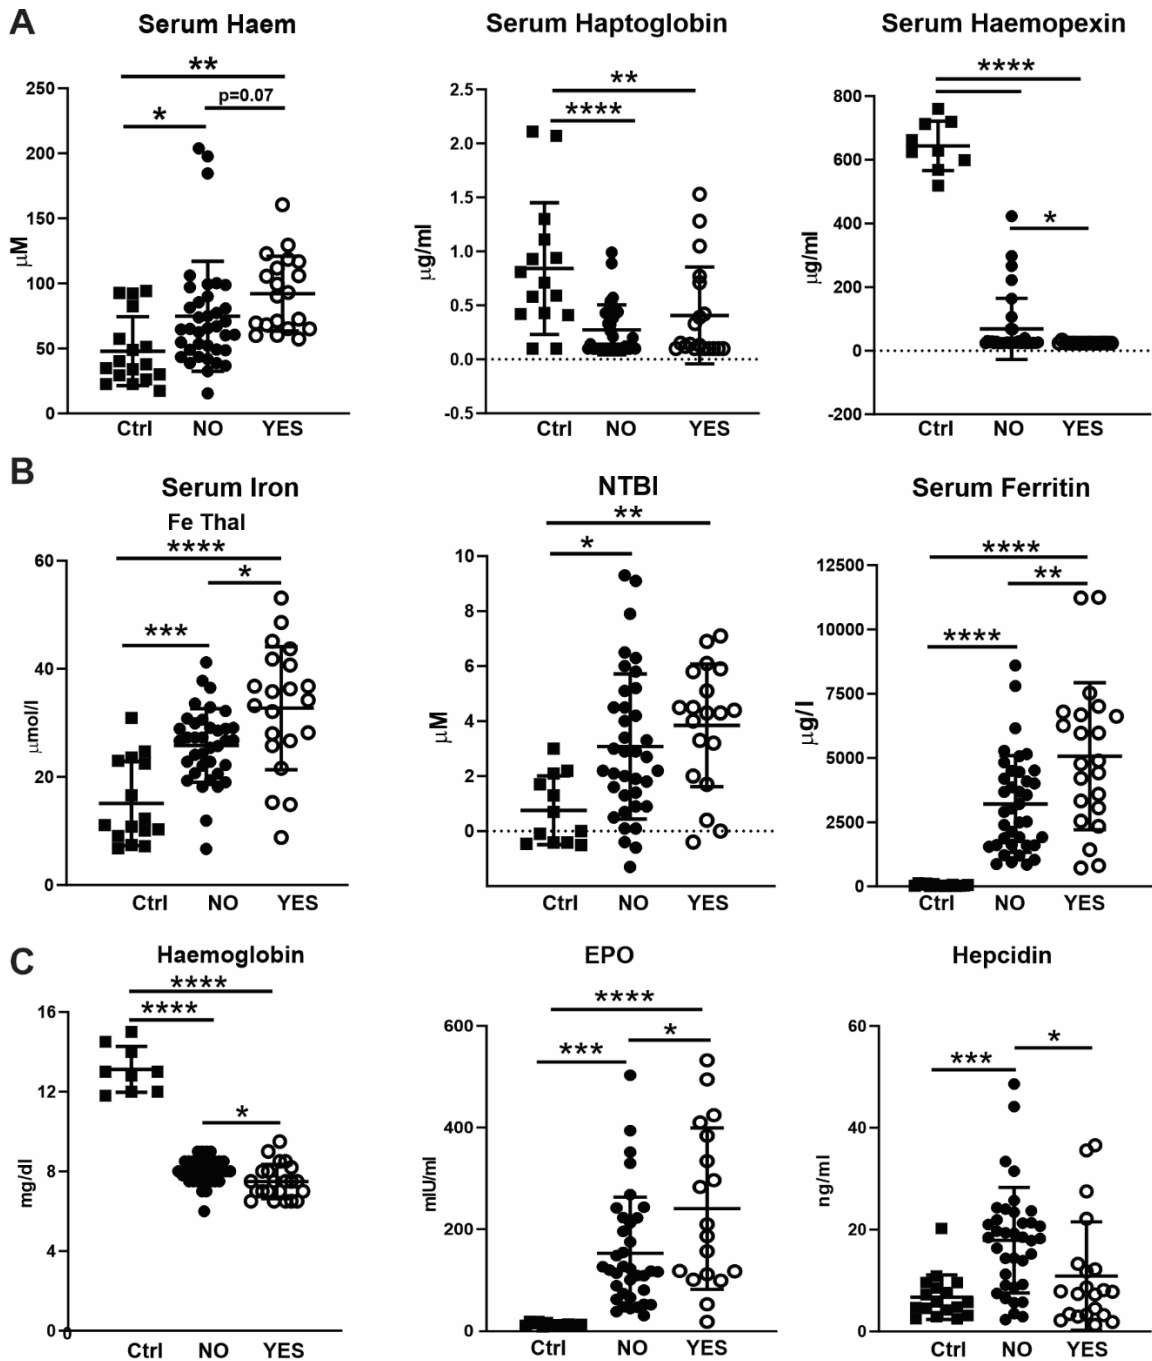 A
Serum Haem
**
p=0.07
*
250
200
150
100
50
0
μM
Ctrl NO YES
Serum Haptoglobin
**
****
2.5
2.0
1.5
1.0
0.5
0.0
-0.5
μg/ml
Ctrl NO YES
Serum Haemopexin
****
*
800
600
400
200
0
-200
μg/ml
Ctrl NO YES
B
Serum Iron
Fe Thal
****
*
***
60
40
20
0
μmol/l
Ctrl NO YES
NTBI
**
*
10
8
6
4
2
0
μM
Ctrl NO YES
Serum Ferritin
****
**
****
12500
10000
7500
5000
2500
0
μg/l
Ctrl NO YES
C
Haemoglobin
****
****
*
16
12
8
4
0
0
mg/dl
Ctrl NO YES
EPO
****
*
***
600
400
200
0
mIU/ml
Ctrl NO YES
Hepcidin
*
***
60
40
20
0
ng/ml
Ctrl NO YES